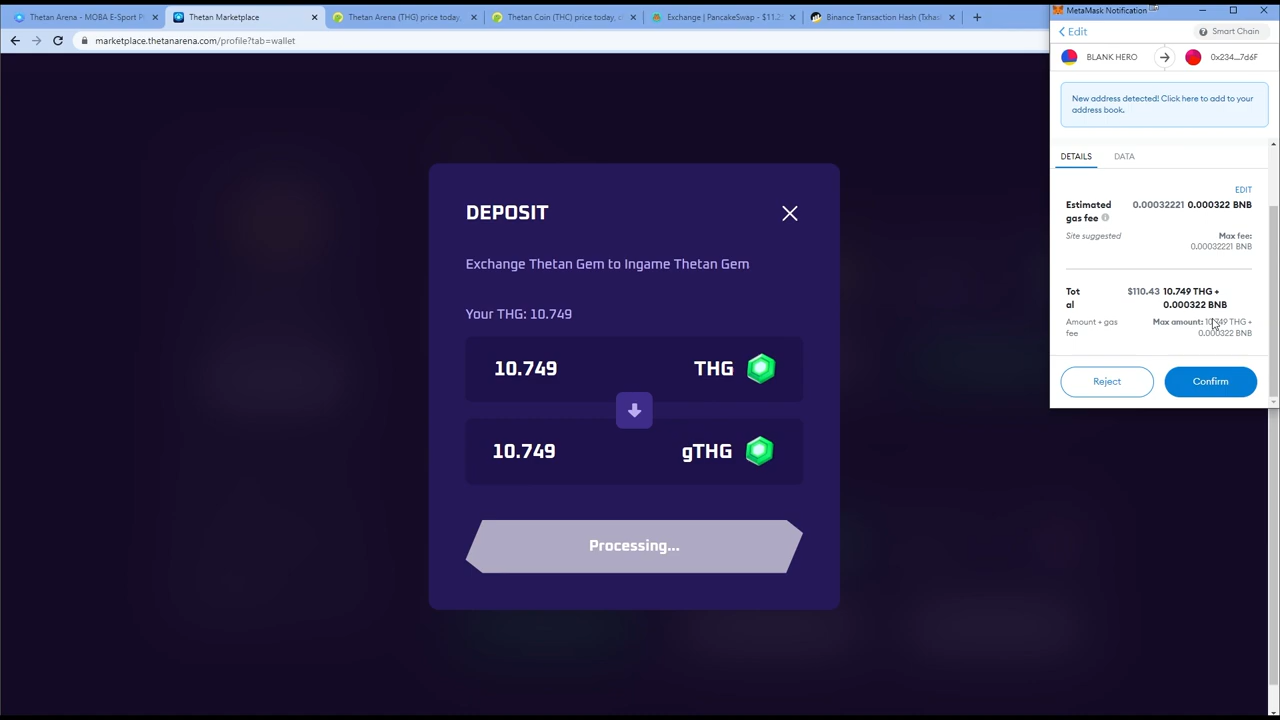 Thetan Arena - MOBA E-Sport Pl
Thetan Marketplace
Thetan Arena (THG) price today,
Thetan Coin (THC) price today, c
Exchange | PancakeSwap - $11.2
Binance Transaction Hash (Txhas
MetaMask Notification
marketplace.thetanarena.com/profile?tab=wallet
Edit
Smart Chain
BLANK HERO
0x234...7d6F
New address detected! Click here to add to your
address book.
DETAILS
DATA
EDIT
Estimated
gas fee
0.00032221 0.000322 BNB
Site suggested
Max fee:
0.00032221 BNB
Tot
al
$110.43 10.749 THG +
0.000322 BNB
Amount + gas
fee
Max amount: 10.749 THG +
0.000322 BNB
Reject
Confirm
DEPOSIT
Exchange Thetan Gem to Ingame Thetan Gem
Your THG: 10.749
10.749
THG
10.749
gTHG
Processing...